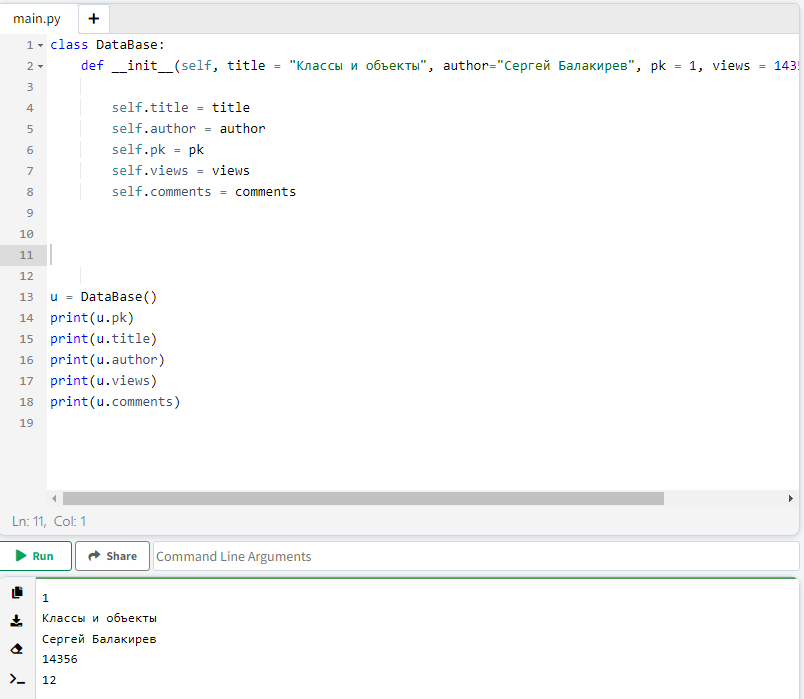 main.py +
1 class DataBase:
2 def __init__(self, title = "Классы и объекты", author="Сергей Балакирев", pk = 1, views = 1435
3
4 self.title = title
5 self.author = author
6 self.pk = pk
7 self.views = views
8 self.comments = comments
9
10
11
12
13 u = DataBase()
14 print(u.pk)
15 print(u.title)
16 print(u.author)
17 print(u.views)
18 print(u.comments)
19
Ln: 11, Col: 1
Run Share Command Line Arguments
1
Классы и объекты
Сергей Балакирев
14356
12